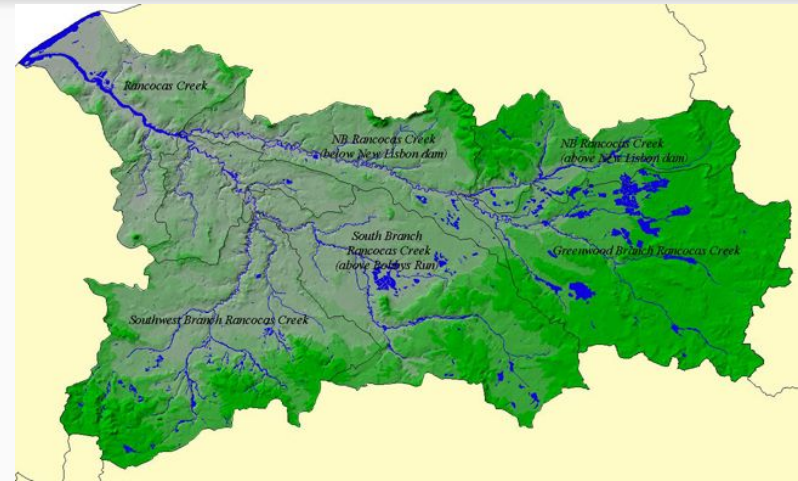 Rancocas Creek
NB Rancocas Creek
(below New Lisbon dam)
NB Rancocas Creek
(above New Lisbon dam)
South Branch
Rancocas Creek
(above Bobbys Run)
Greenwood Branch Rancocas Creek
Southwest Branch Rancocas Creek